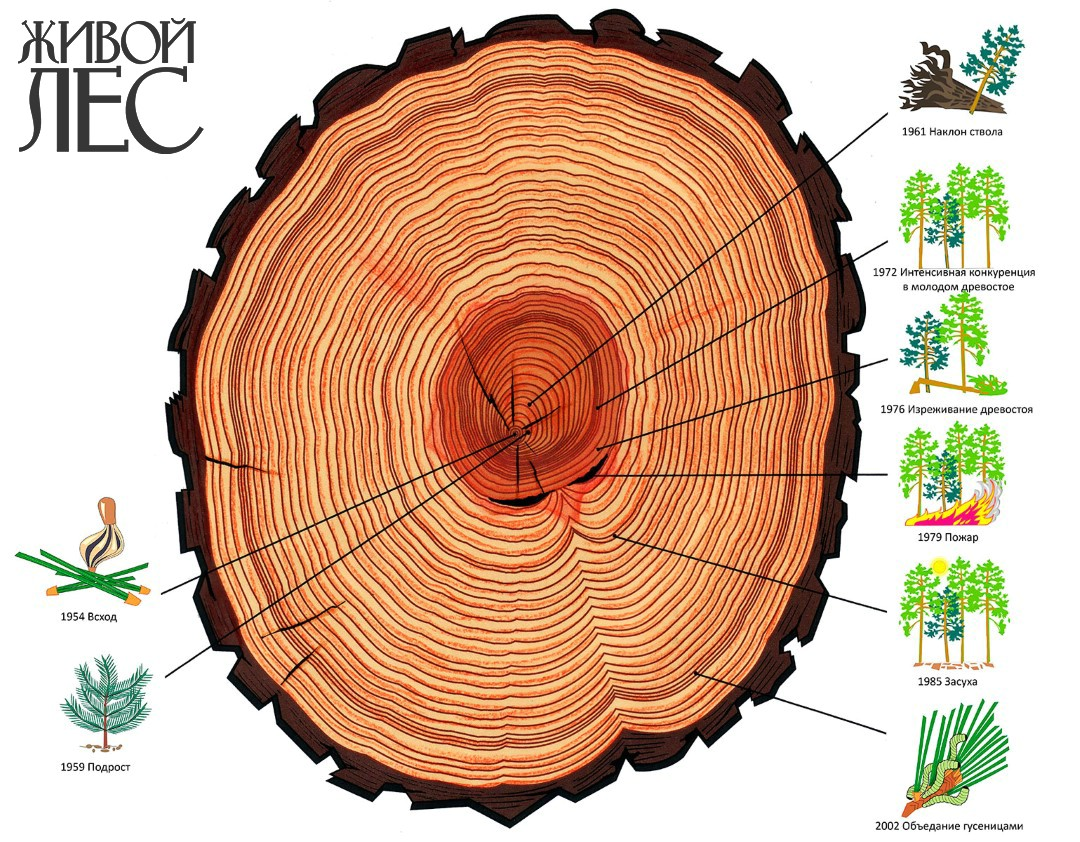 ЖИВОЙ
ЛЕС
1961 Наклон ствола
1972 Интенсивная конкуренция
в молодом древостое
1976 Изреживание древостоя
1979 Пожар
1985 Засуха
2002 Объедание гусеницами
1954 Всход
1959 Подрост